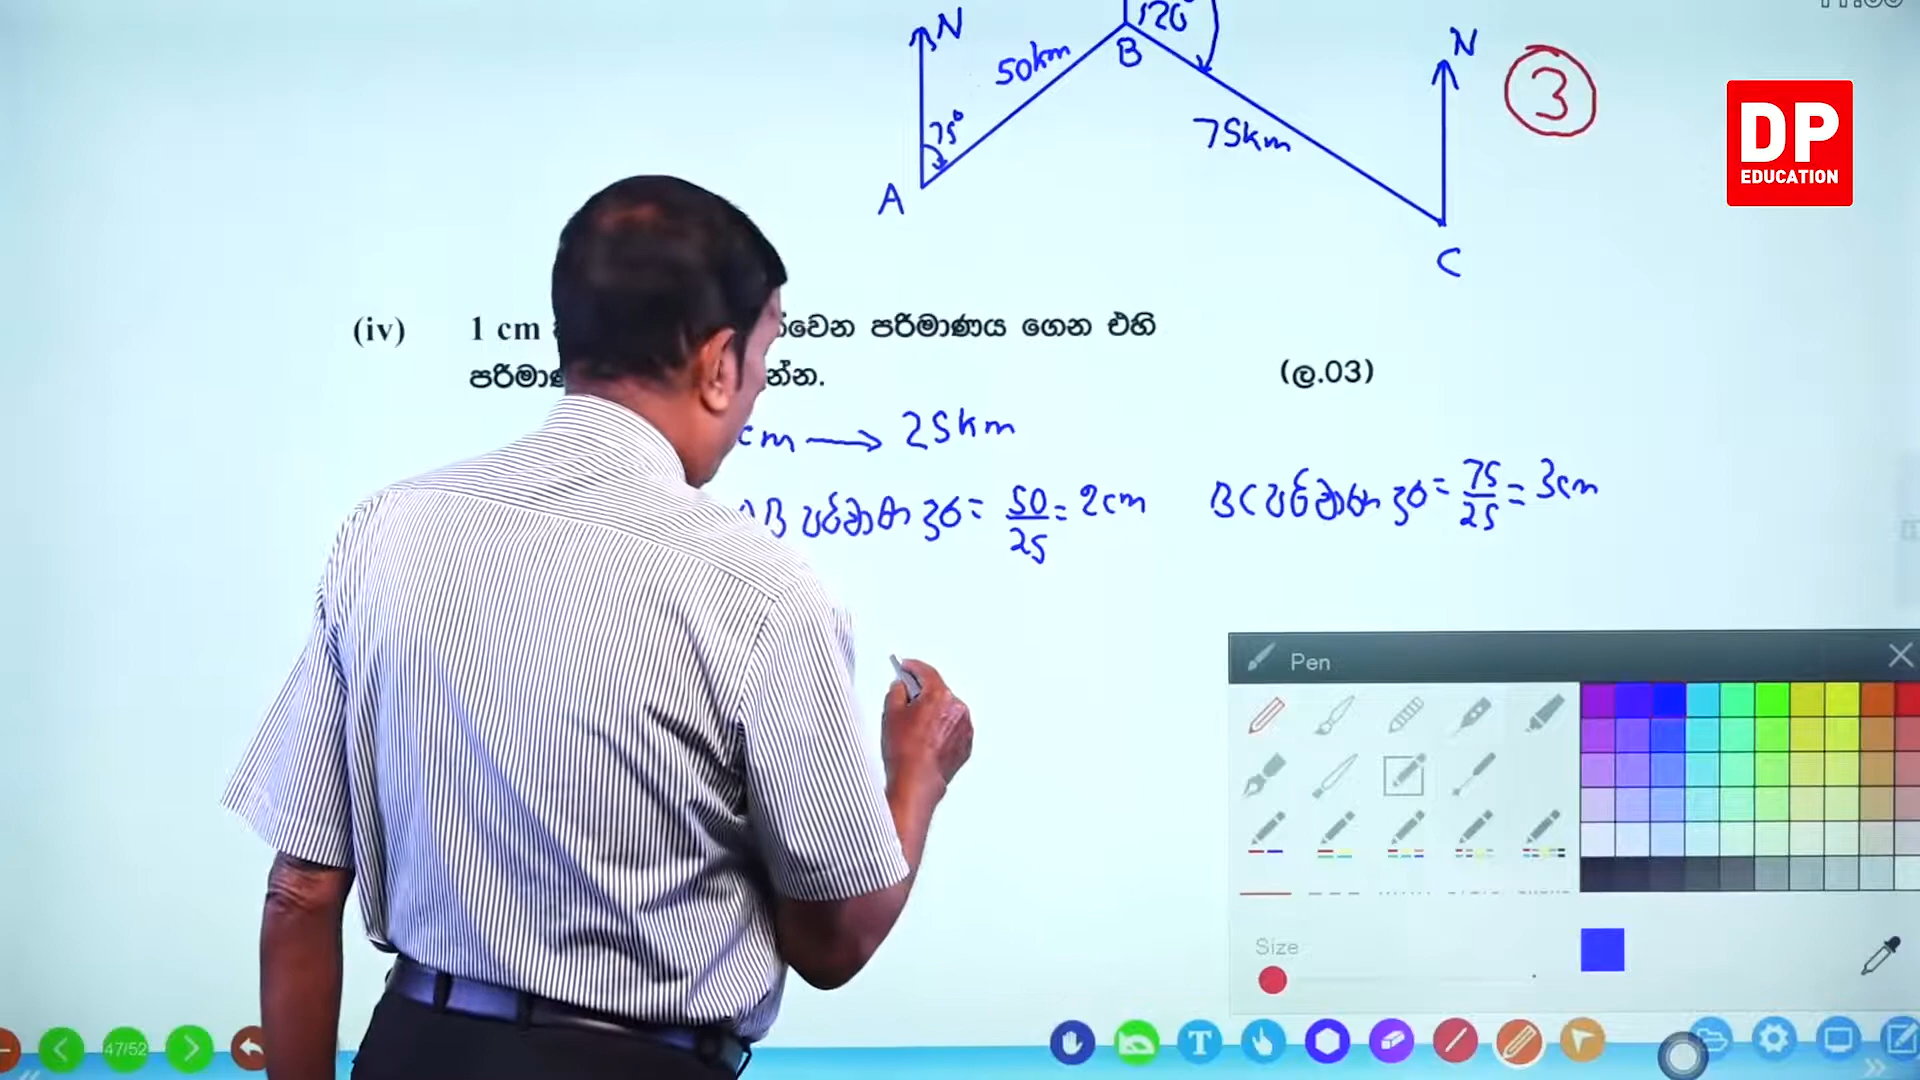 N
120°
B
50km
N
3
75°
75km
A
C
DP
EDUCATION
(iv) 1 cm පරිමාණය ගෙන එහි
(ල.03)
cm → 25km
B පරිමාණ දුර = 50/25 = 2cm
BC පරිමාණ දුර = 75/25 = 3cm
Pen
Size
47/52
T